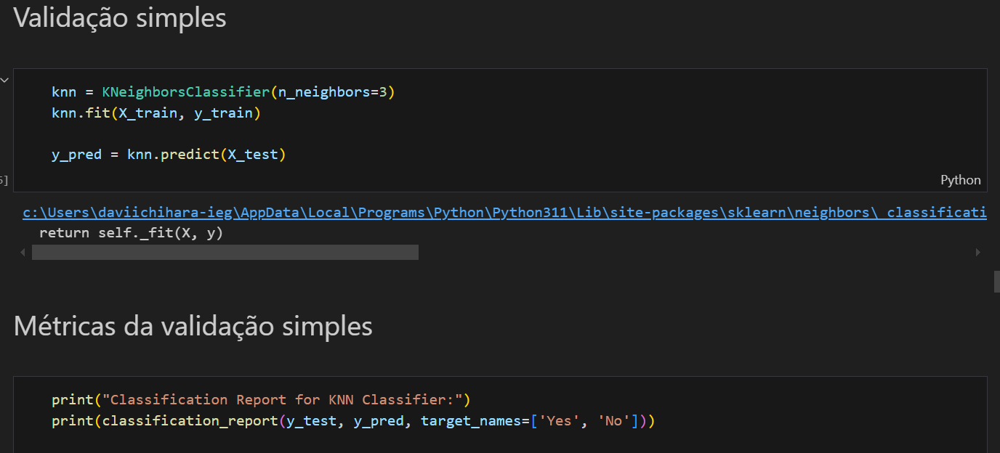 Validação simples
knn = KNeighborsClassifier(n_neighbors=3)
knn.fit(X_train, y_train)
y_pred = knn.predict(X_test)
5]
Python
c:\Users\daviichihara-ieg\AppData\Local\Programs\Python\Python311\Lib\site-packages\sklearn\neighbors\_classificati
return self._fit(X, y)
Métricas da validação simples
print("Classification Report for KNN Classifier:")
print(classification_report(y_test, y_pred, target_names=['Yes', 'No']))